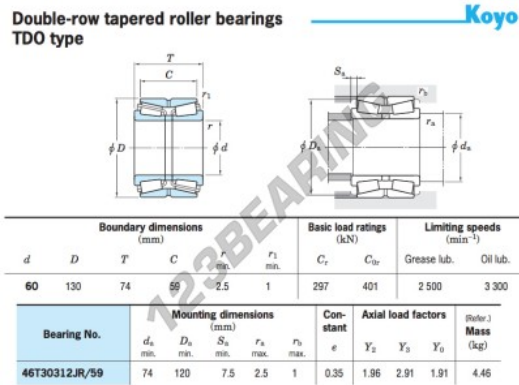 Double-row tapered roller bearings
TDO type
Koyo
T
C
r1
r
φ D
φ d
Sa
rb
ra
φ Da
φ da
123BEARING
Boundary dimensions (mm)
Basic load ratings (kN)
Limiting speeds (min−1)
d D T C r min. r1 min. Cr C0r Grease lub. Oil lub.
60 130 74 59 2.5 1 297 401 2 500 3 300
Bearing No.
Mounting dimensions (mm)
Con-stant
Axial load factors
(Refer.) Mass (kg)
da min. Da min. Sa min. ra max. rb max. e Y2 Y3 Y0
46T30312JR/59 74 120 7.5 2.5 1 0.35 1.96 2.91 1.91 4.46